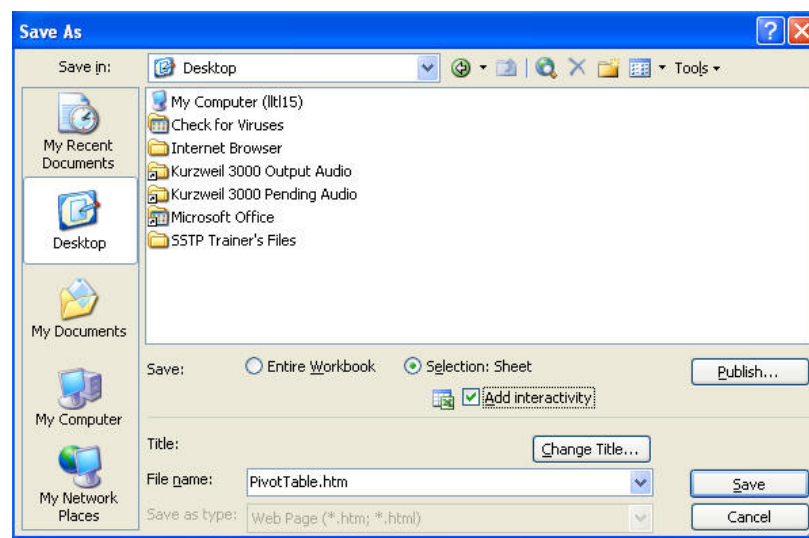 Save As
Save in:
Desktop
Tools
My Recent
Documents
Desktop
My Documents
My Computer
My Network
Places
My Computer (lltl15)
Check for Viruses
Internet Browser
Kurzweil 3000 Output Audio
Kurzweil 3000 Pending Audio
Microsoft Office
SSTP Trainer's Files
Save:
Entire Workbook
Selection: Sheet
Publish...
Add interactivity
Title:
Change Title...
File name:
PivotTable.htm
Save
Save as type:
Web Page (*.htm; *.html)
Cancel